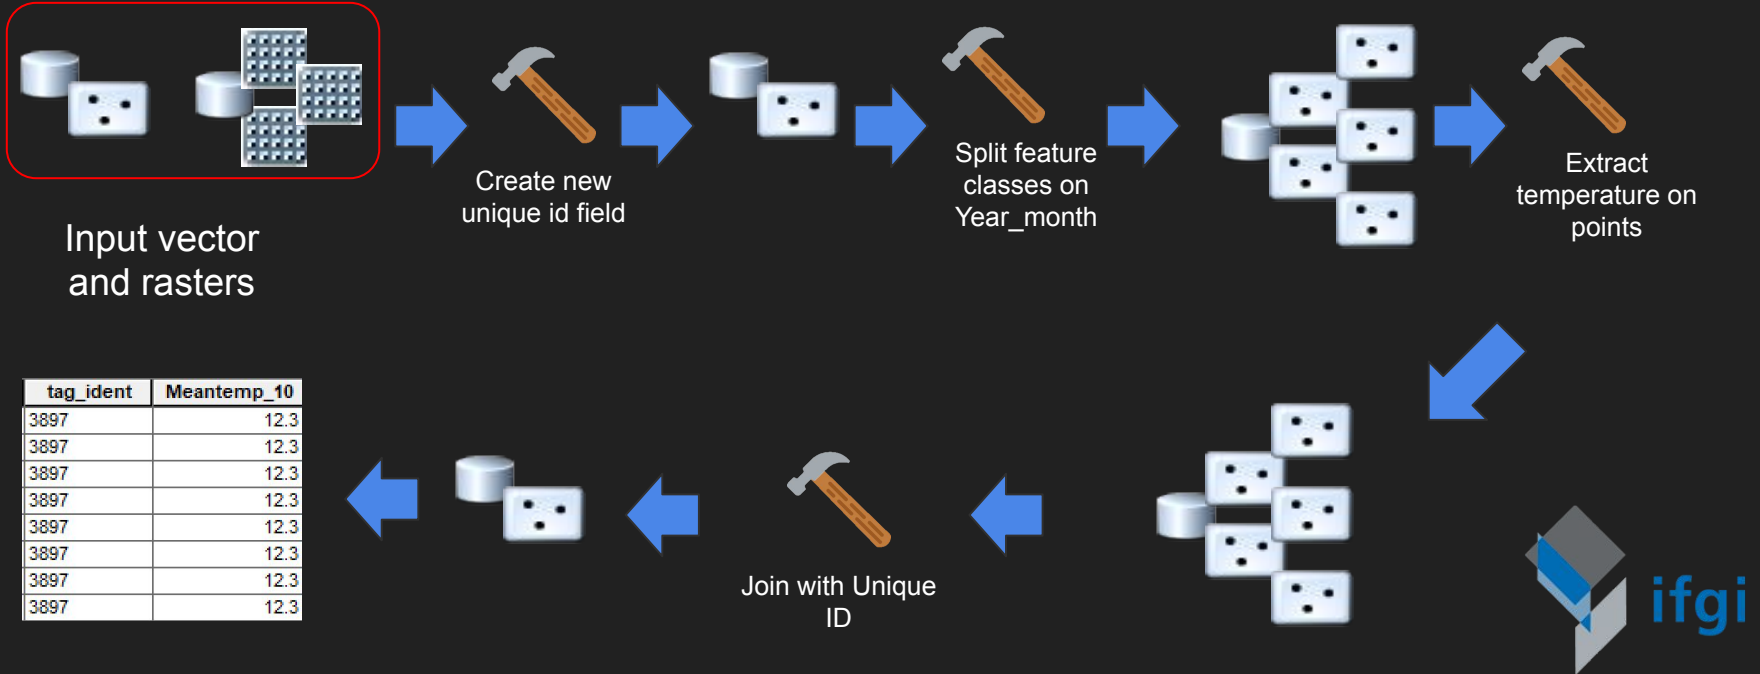 Input vector
and rasters
Create new
unique id field
Split feature
classes on
Year_month
Extract
temperature on
points
tag_ident Meantemp_10
3897 12.3
3897 12.3
3897 12.3
3897 12.3
3897 12.3
3897 12.3
3897 12.3
3897 12.3
Join with Unique
ID
ifgi